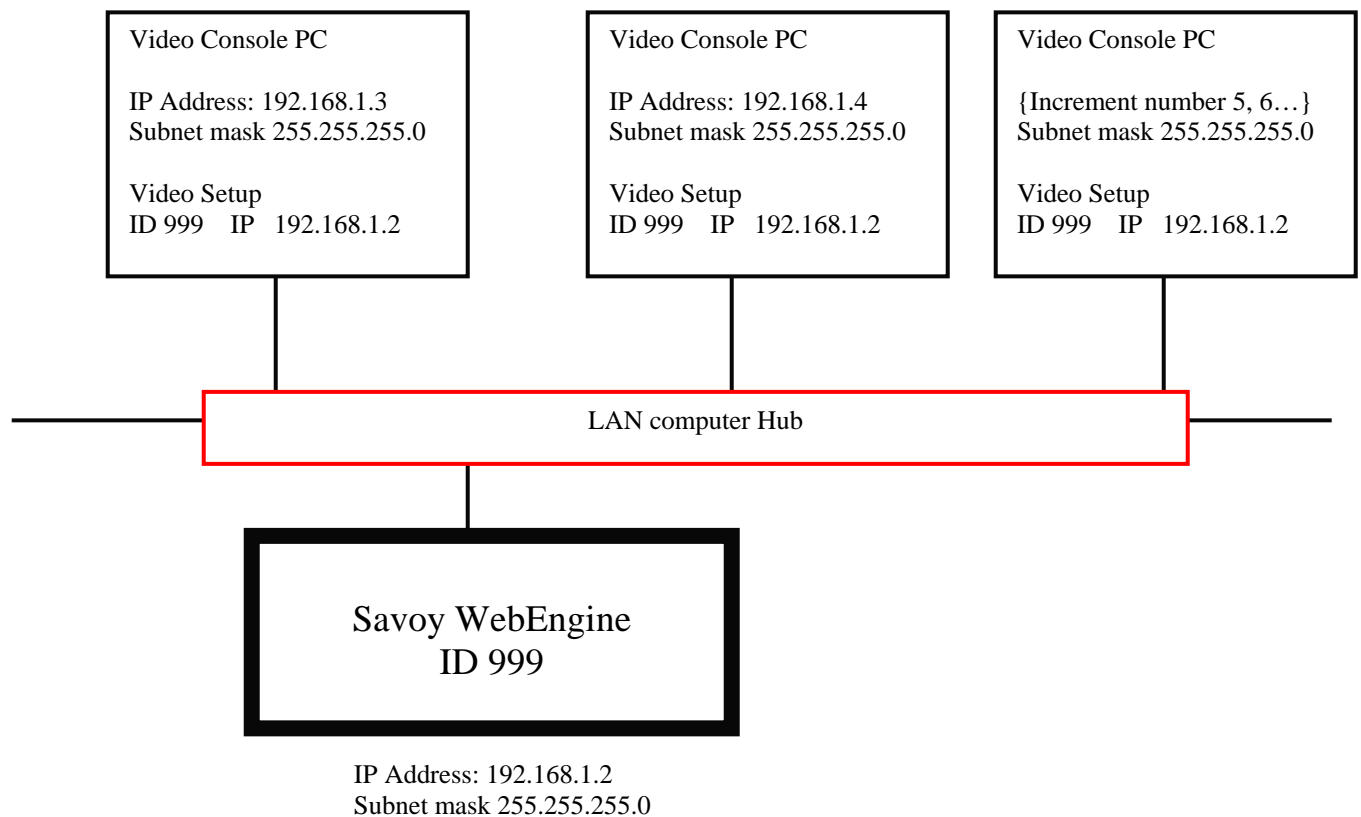 Video Console PC
IP Address: 192.168.1.3
Subnet mask 255.255.255.0
Video Setup
ID 999 IP 192.168.1.2
Video Console PC
IP Address: 192.168.1.4
Subnet mask 255.255.255.0
Video Setup
ID 999 IP 192.168.1.2
Video Console PC
{Increment number 5, 6…}
Subnet mask 255.255.255.0
Video Setup
ID 999 IP 192.168.1.2
LAN computer Hub
Savoy WebEngine
ID 999
IP Address: 192.168.1.2
Subnet mask 255.255.255.0